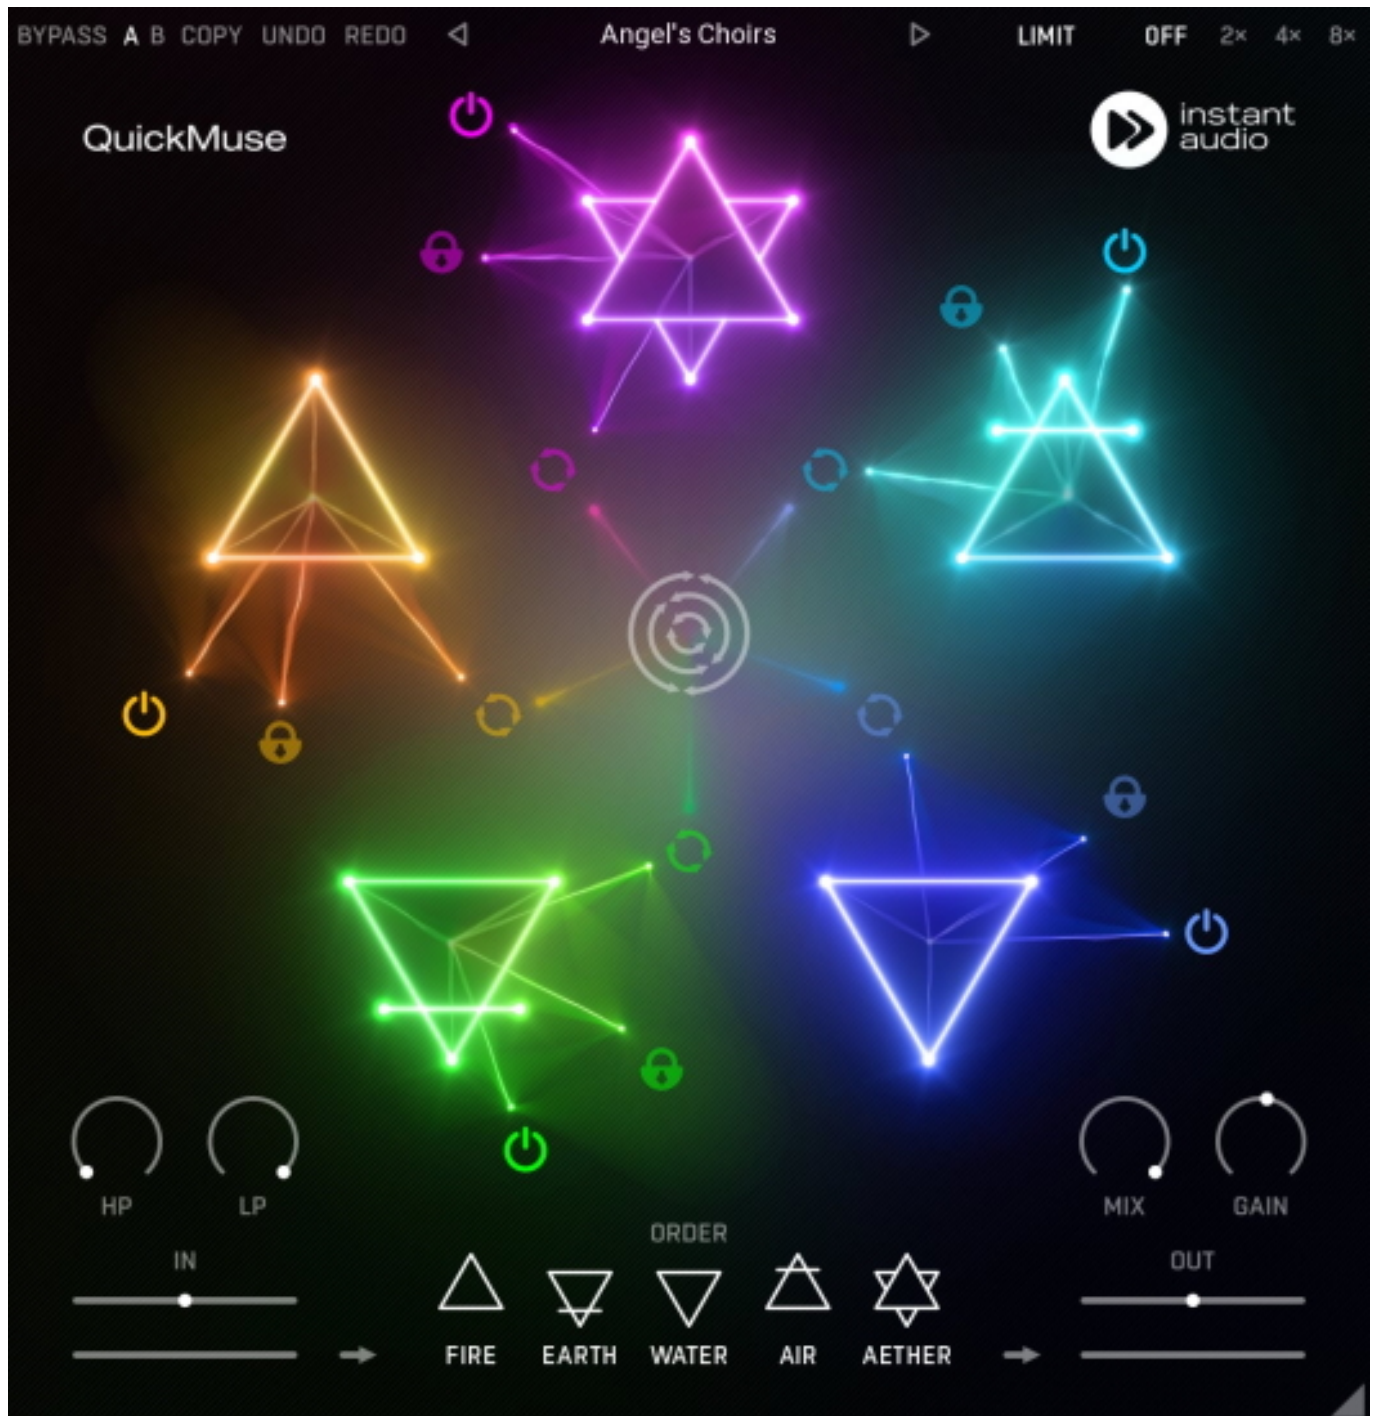 BYPASS A B COPY UNDO REDO Angel's Choirs LIMIT OFF 2× 4× 8×
QuickMuse
instant
audio
HP LP MIX GAIN
ORDER
IN OUT
FIRE EARTH WATER AIR AETHER